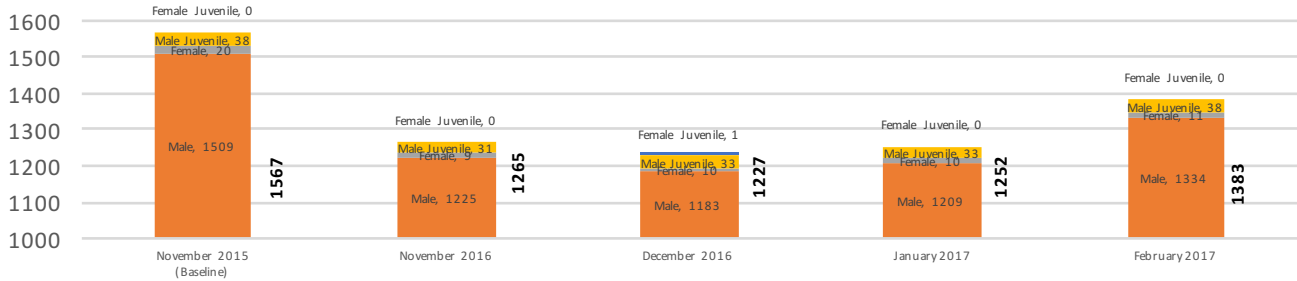 1600
1500
1400
1300
1200
1100
1000
Female Juvenile, 0
Male Juvenile, 38
Female, 20
Male, 1509
1567
November 2015
(Baseline)
Female Juvenile, 0
Male Juvenile, 31
Female, 9
Male, 1225
1265
November 2016
Female Juvenile, 1
Male Juvenile, 33
Female, 10
Male, 1183
1227
December 2016
Female Juvenile, 0
Male Juvenile, 33
Female, 10
Male, 1209
1252
January 2017
Female Juvenile, 0
Male Juvenile, 38
Female, 11
Male, 1334
1383
February 2017